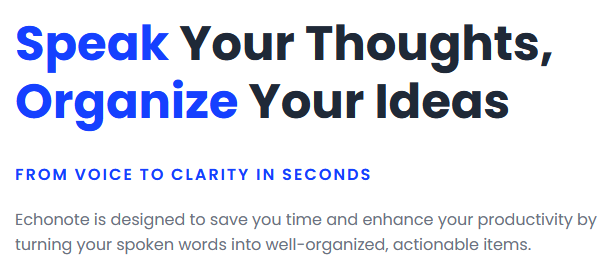 Speak Your Thoughts,
Organize Your Ideas
FROM VOICE TO CLARITY IN SECONDS
Echonote is designed to save you time and enhance your productivity by
turning your spoken words into well-organized, actionable items.